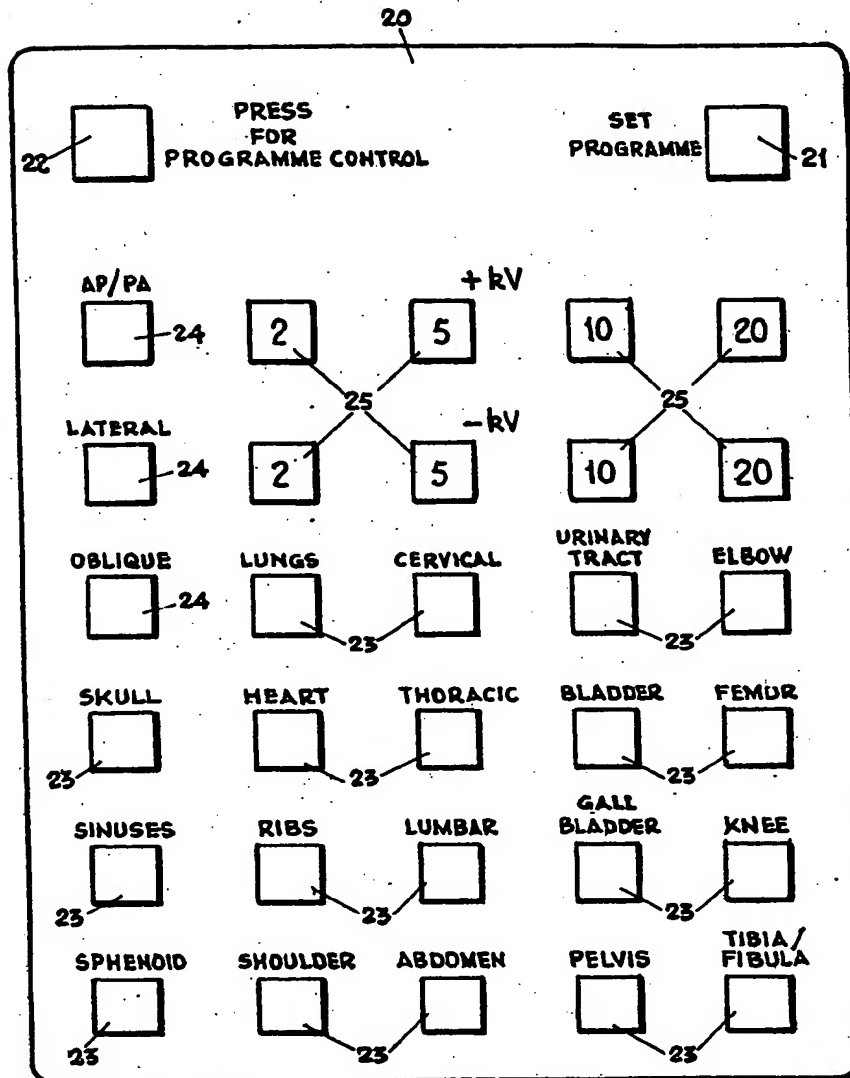 20
PRESS
FOR
PROGRAMME CONTROL
SET
PROGRAMME
22
21
AP/PA
+kV
24
2
5
10
20
25
25
LATERAL
-kV
24
2
5
10
20
OBLIQUE
LUNGS
CERVICAL
URINARY
TRACT
ELBOW
24
23
23
SKULL
HEART
THORACIC
BLADDER
FEMUR
23
23
23
SINUSES
RIBS
LUMBAR
GALL
BLADDER
KNEE
23
23
23
SPHENOID
SHOULDER
ABDOMEN
PELVIS
TIBIA/
FIBULA
23
23
23